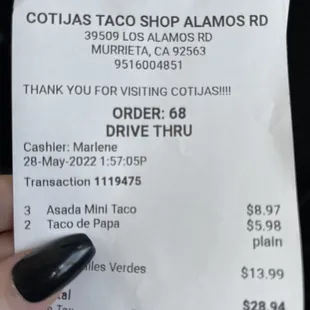 COTIJAS TACO SHOP ALAMOS RD
39509 LOS ALAMOS RD
MURRIETA, CA 92563
9516004851
THANK YOU FOR VISITING COTIJAS!!!!
ORDER: 68
DRIVE THRU
Cashier: Marlene
28-May-2022 1:57:05P
Transaction 1119475
3 Asada Mini Taco $8.97
2 Taco de Papa $5.98
plain
Verdes $13.99
$28.94